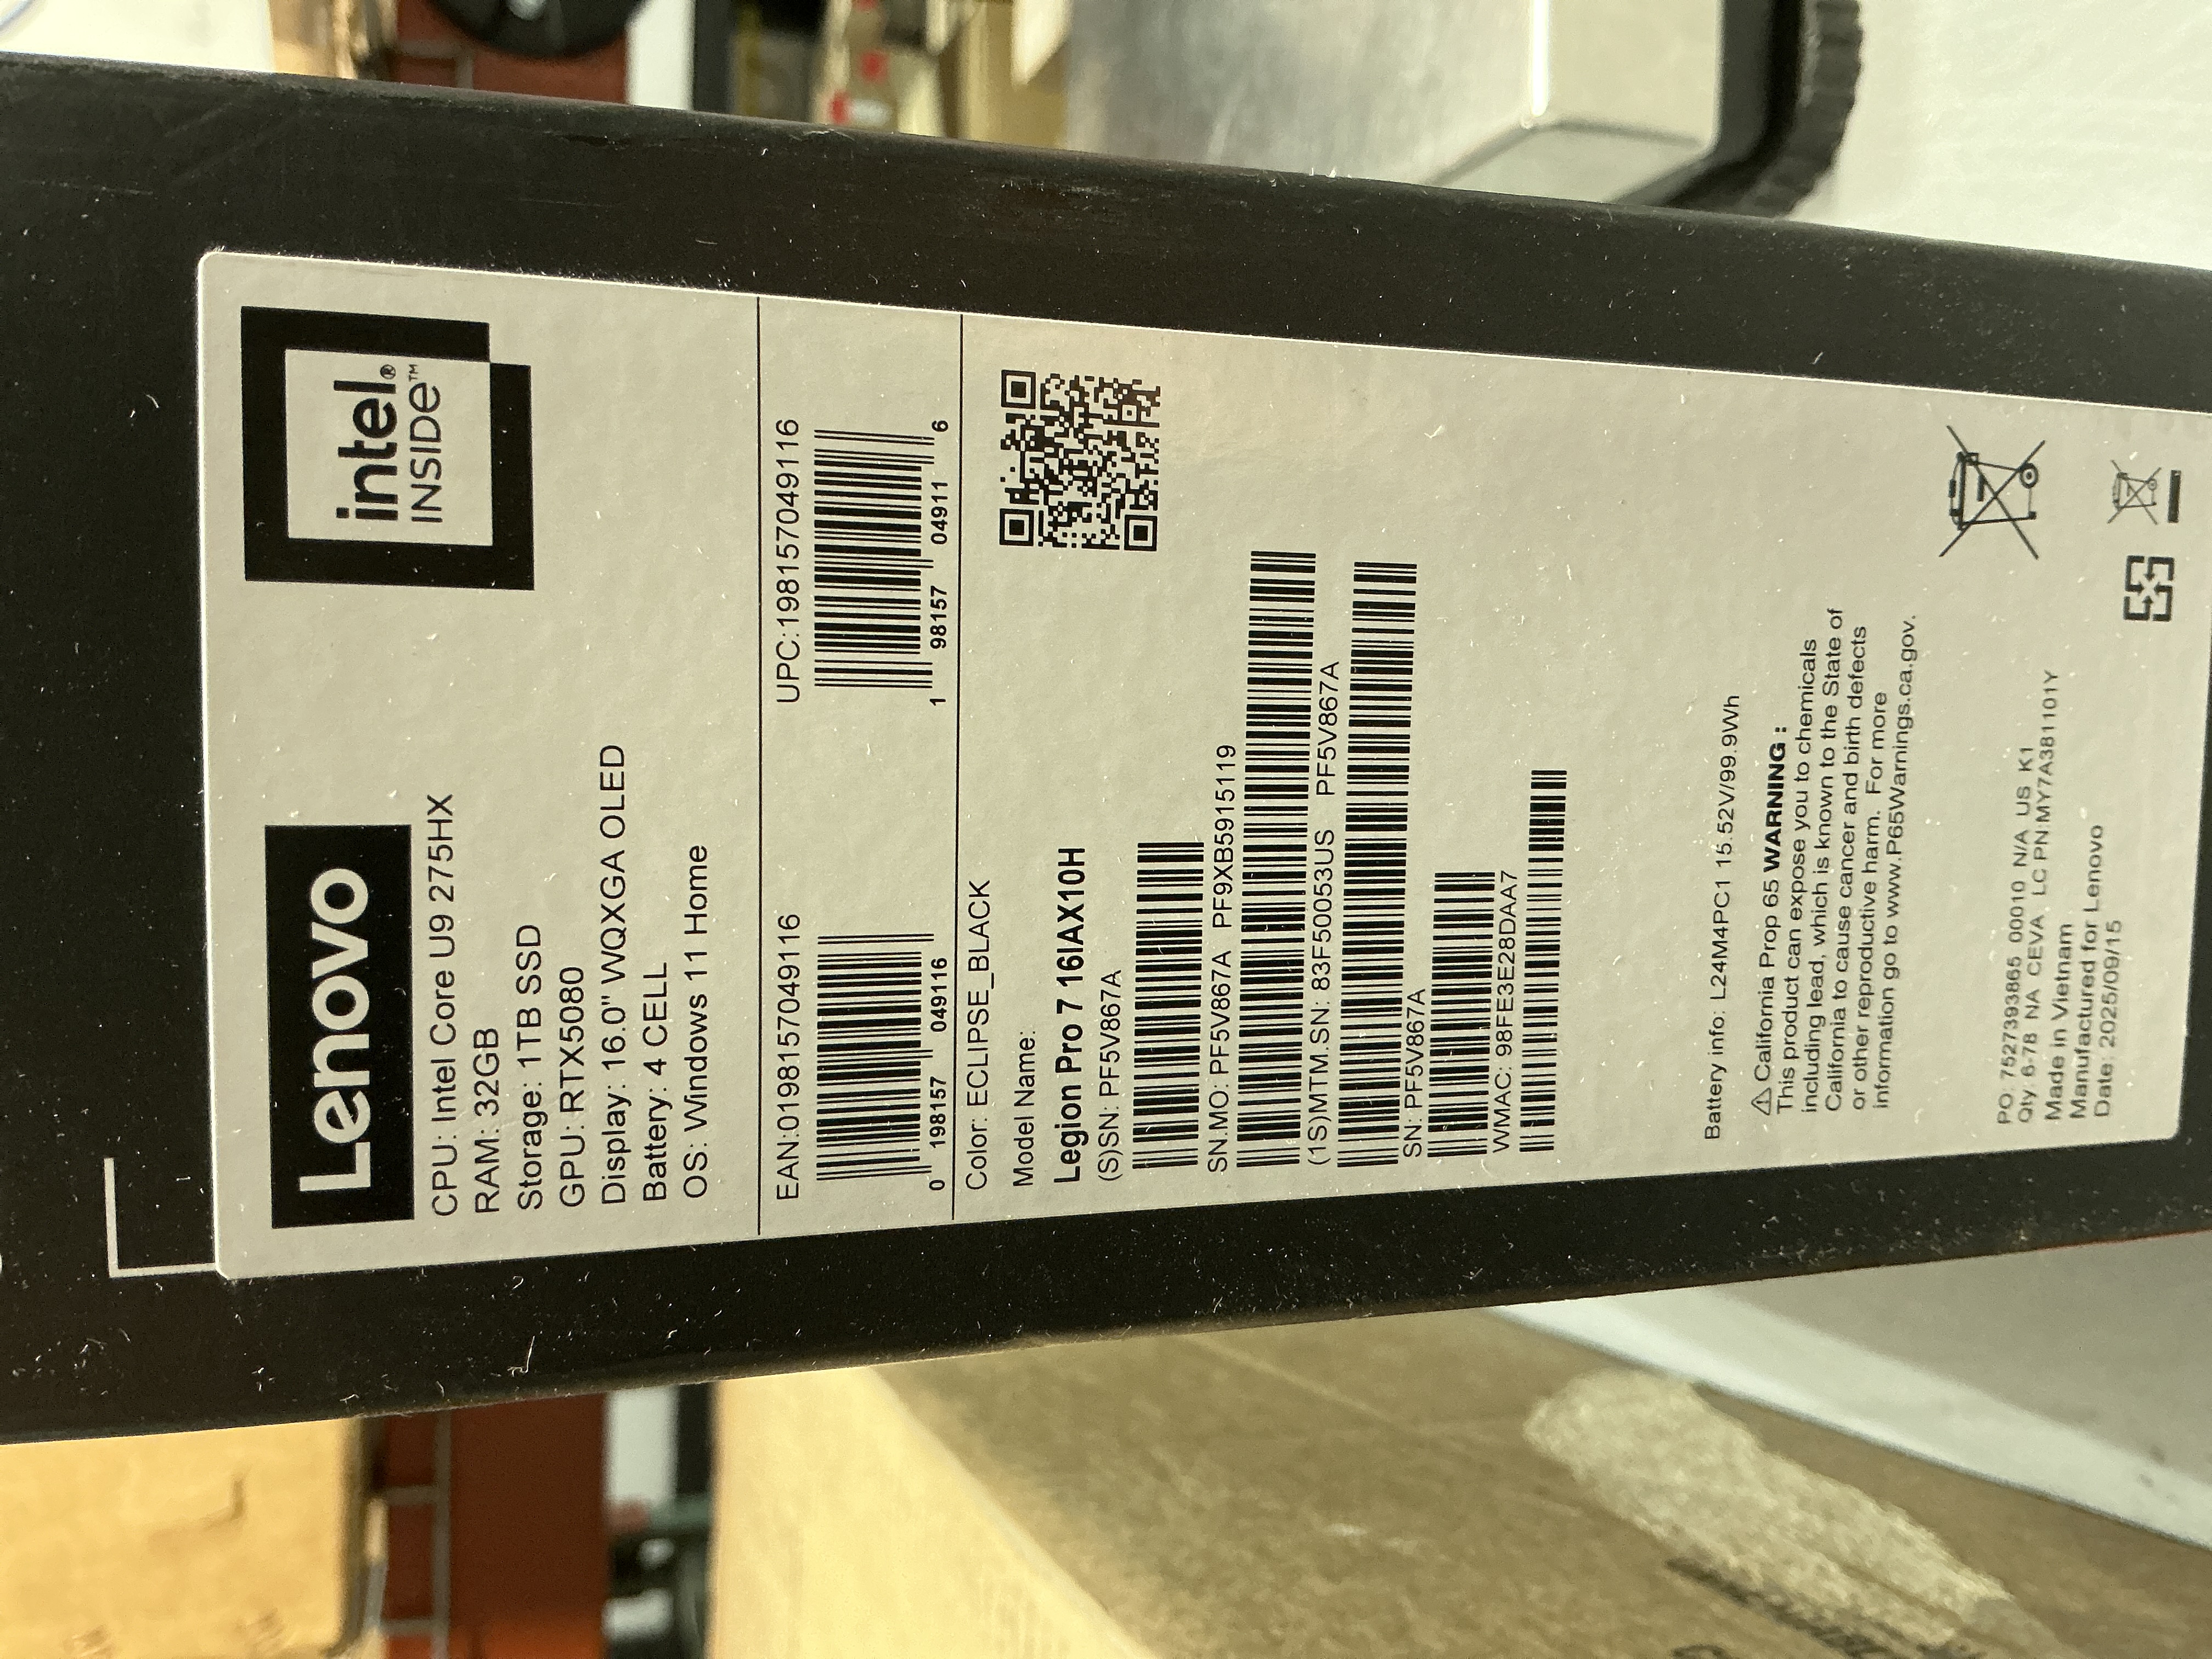 Lenovo
intel®
INSIDE™
CPU: Intel Core U9 275HX
RAM: 32GB
Storage: 1TB SSD
GPU: RTX5080
Display: 16.0" WQXGA OLED
Battery: 4 CELL
OS: Windows 11 Home
EAN:0198157049116
0 198157 049116
UPC:198157049116
1 98157 04911 6
Color: ECLIPSE_BLACK
Model Name:
Legion Pro 7 16IAX10H
(S)SN: PF5V867A
SN.MO: PF5V867A PF9XB5915119
(1S)MTM.SN: 83F50053US PF5V867A
SN: PF5V867A
WMAC: 98FE3E28DAA7
Battery info: L24M4PC1 15.52V/99.9Wh
⚠ California Prop 65 WARNING :
This product can expose you to chemicals
including lead, which is known to the State of
California to cause cancer and birth defects
or other reproductive harm. For more
information go to www.P65Warnings.ca.gov.
PO: 7527393865 00010 N/A US K1
Qty. 6-78 NA CEVA LC PN:MY7A381101Y
Made in Vietnam
Manufactured for Lenovo
Date: 2025/09/15